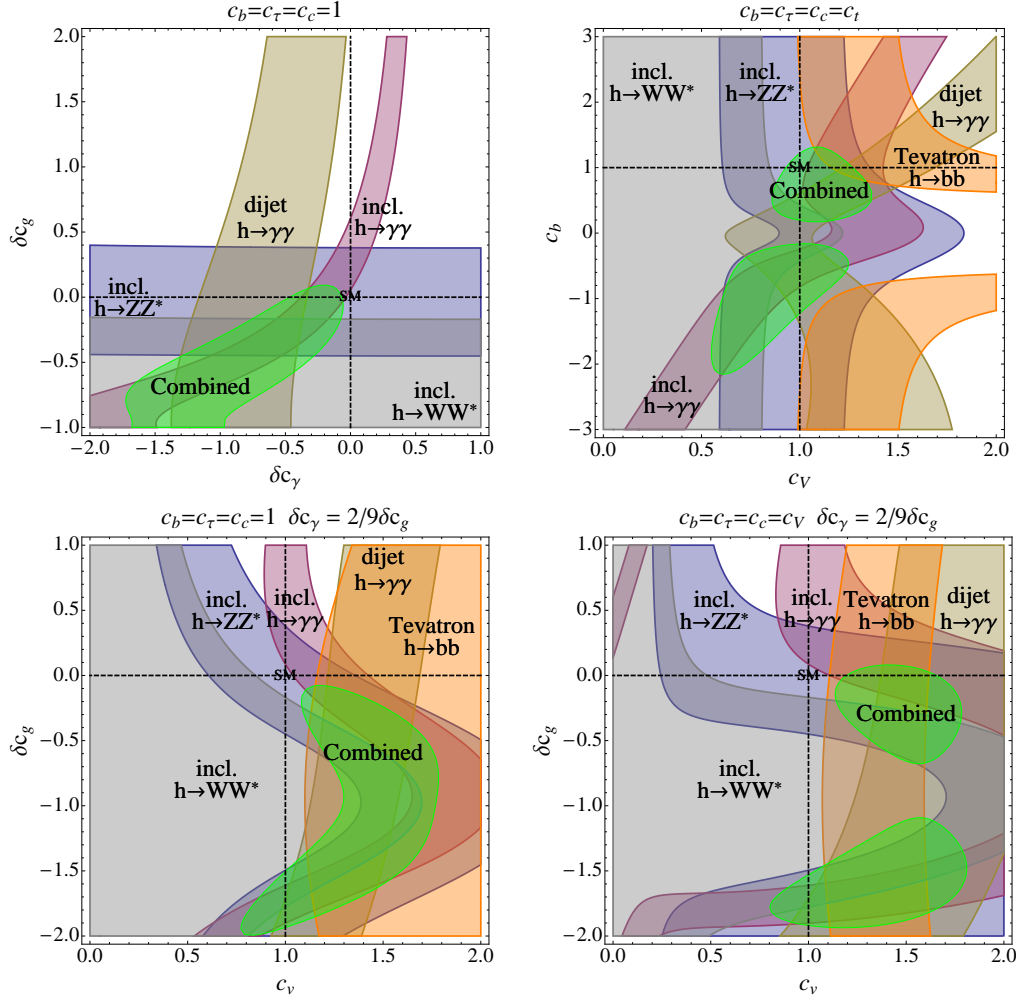 c_b=c_τ=c_c=1
2.0
1.5
1.0
0.5
0.0
−0.5
−1.0
δc_g
incl.
h→γγ
dijet
h→γγ
SM
incl.
h→ZZ*
Combined
incl.
h→WW*
−2.0 −1.5 −1.0 −0.5 0.0 0.5 1.0
δc_γ
c_b=c_τ=c_c=c_t
3
2
1
0
−1
−2
−3
c_b
incl.
h→WW*
incl.
h→ZZ*
dijet
h→γγ
Tevatron
h→bb
SM
Combined
incl.
h→γγ
0.0 0.5 1.0 1.5 2.0
c_V
c_b=c_τ=c_c=1 δc_γ = 2/9δc_g
1.0
0.5
0.0
−0.5
−1.0
−1.5
−2.0
δc_g
dijet
h→γγ
incl.
h→ZZ*
incl.
h→γγ
Tevatron
h→bb
SM
Combined
incl.
h→WW*
0.0 0.5 1.0 1.5 2.0
c_v
c_b=c_τ=c_c=c_V δc_γ = 2/9δc_g
1.0
0.5
0.0
−0.5
−1.0
−1.5
−2.0
δc_g
incl.
h→ZZ*
incl.
h→γγ
Tevatron
h→bb
dijet
h→γγ
SM
Combined
incl.
h→WW*
0.0 0.5 1.0 1.5 2.0
c_v